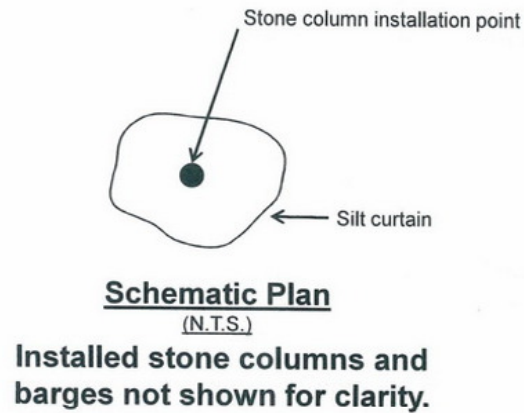 Stone column installation point
Silt curtain
Schematic Plan
(N.T.S.)
Installed stone columns and
barges not shown for clarity.